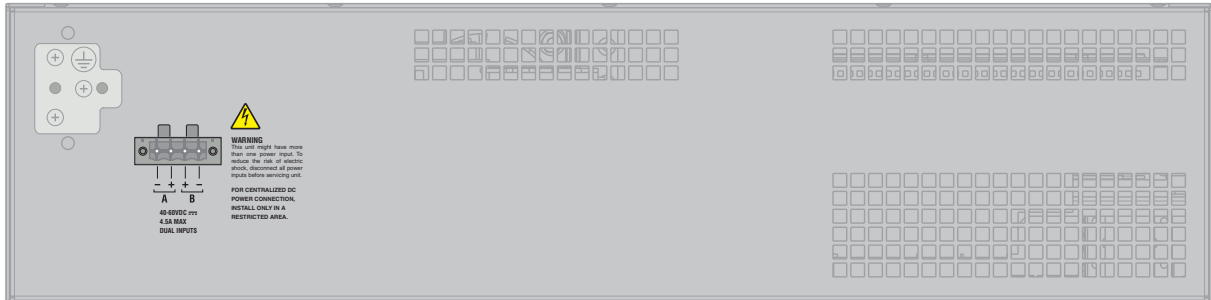 WARNING
This unit might have more
than one power input. To
reduce the risk of electric
shock, disconnect all power
inputs before servicing unit.
FOR CENTRALIZED DC
POWER CONNECTION,
INSTALL ONLY IN A
RESTRICTED AREA.
− + + −
A B
40-60VDC ⎓
4.5A MAX
DUAL INPUTS